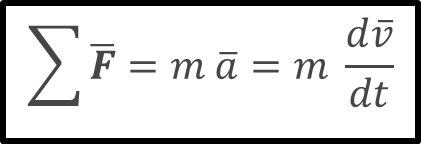 ∑ F̅ = m a̅ = m dv̅/dt